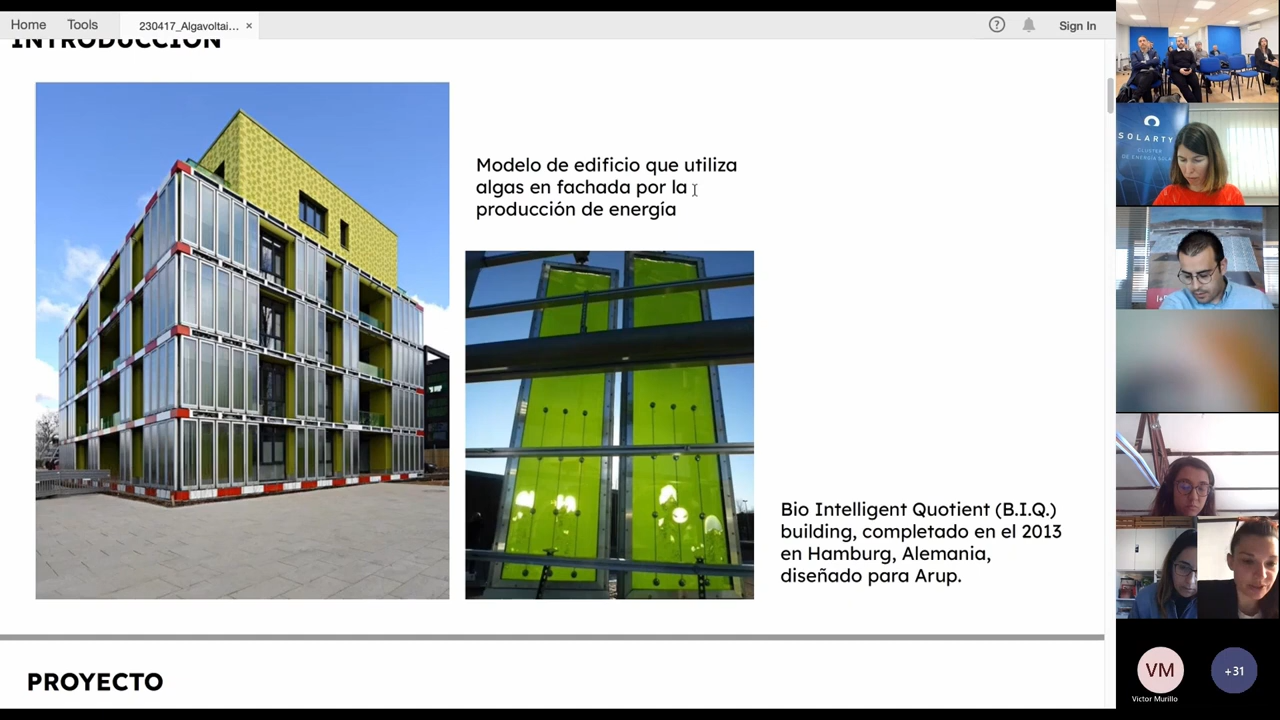 Home Tools 230417_Algavoltai... × Sign In
INTRODUCCIÓN
Modelo de edificio que utiliza
algas en fachada por la
producción de energía
Bio Intelligent Quotient (B.I.Q.)
building, completado en el 2013
en Hamburg, Alemania,
diseñado para Arup.
PROYECTO
SOLARTY
CLUSTER
VM
Victor Murillo
+31